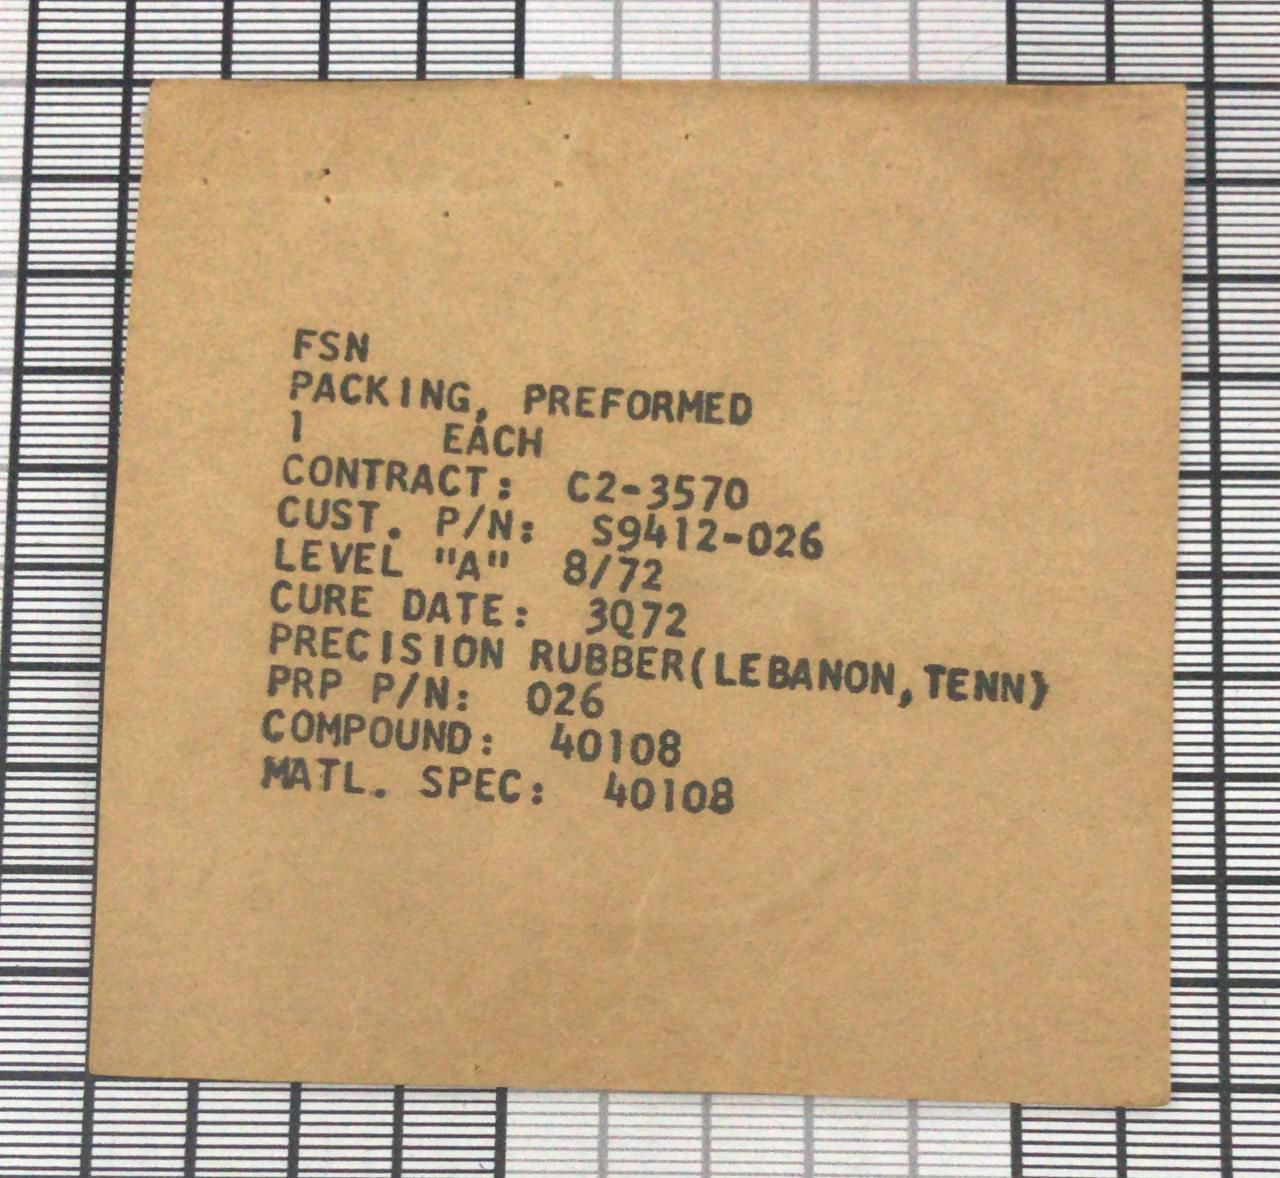 FSN
PACKING, PREFORMED
1 EACH
CONTRACT: C2-3570
CUST. P/N: S9412-026
LEVEL "A" 8/72
CURE DATE: 3Q72
PRECISION RUBBER(LEBANON,TENN)
PRP P/N: 026
COMPOUND: 40108
MATL. SPEC: 40108